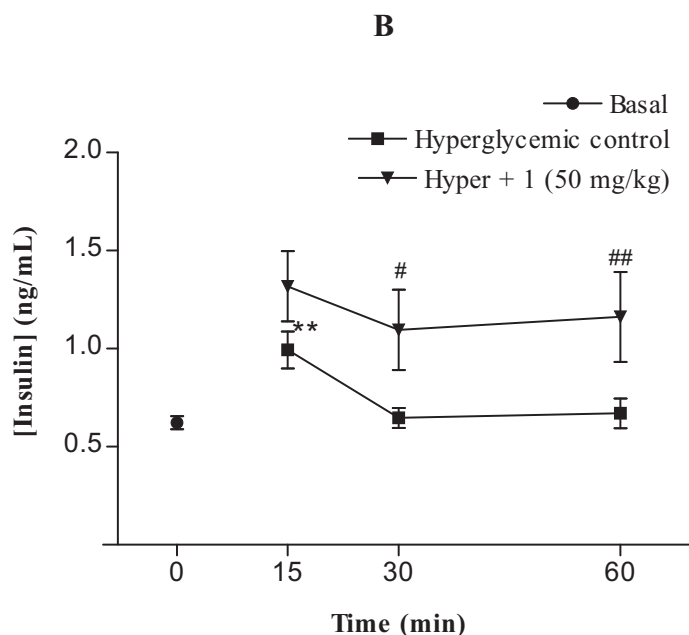 B
Basal
Hyperglycemic control
Hyper + 1 (50 mg/kg)
[Insulin] (ng/mL)
2.0
1.5
1.0
0.5
# ##
**
0 15 30 60
Time (min)